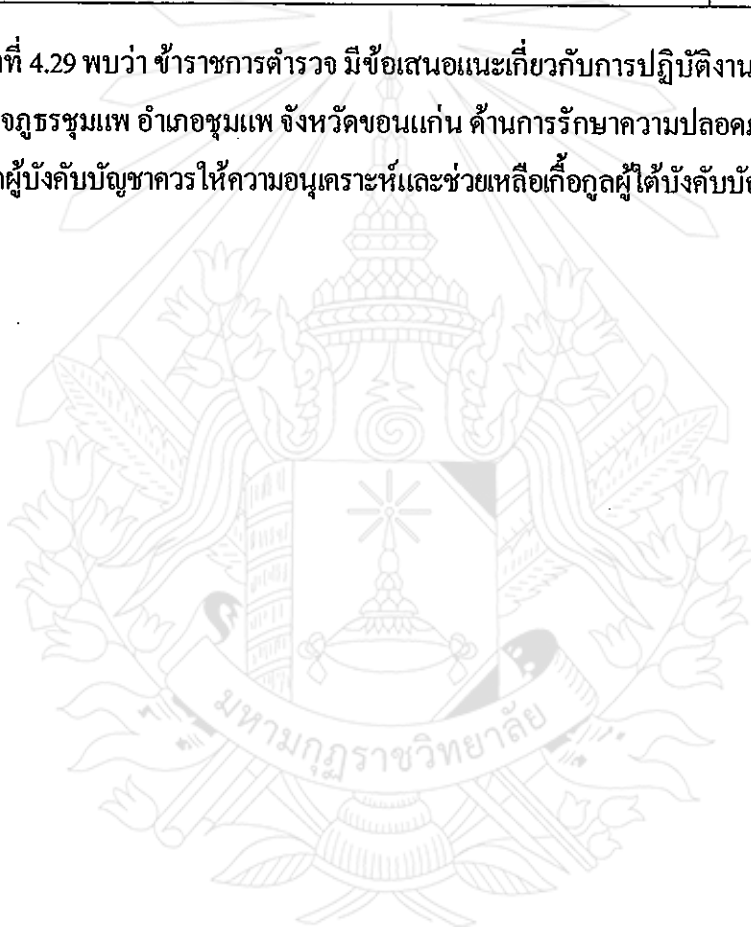 ที่ 4.29 พบว่า ข้าราชการตำรวจ มีข้อเสนอแนะเกี่ยวกับการปฏิบัติงาน
จภูธรชุมแพ อำเภอชุมแพ จังหวัดขอนแก่น ด้านการรักษาความปลอดภ
ผู้บังคับบัญชาควรให้ความอนุเคราะห์และช่วยเหลือเกื้อกูลผู้ใต้บังคับบั
มหามกุฏราชวิทยาลัย